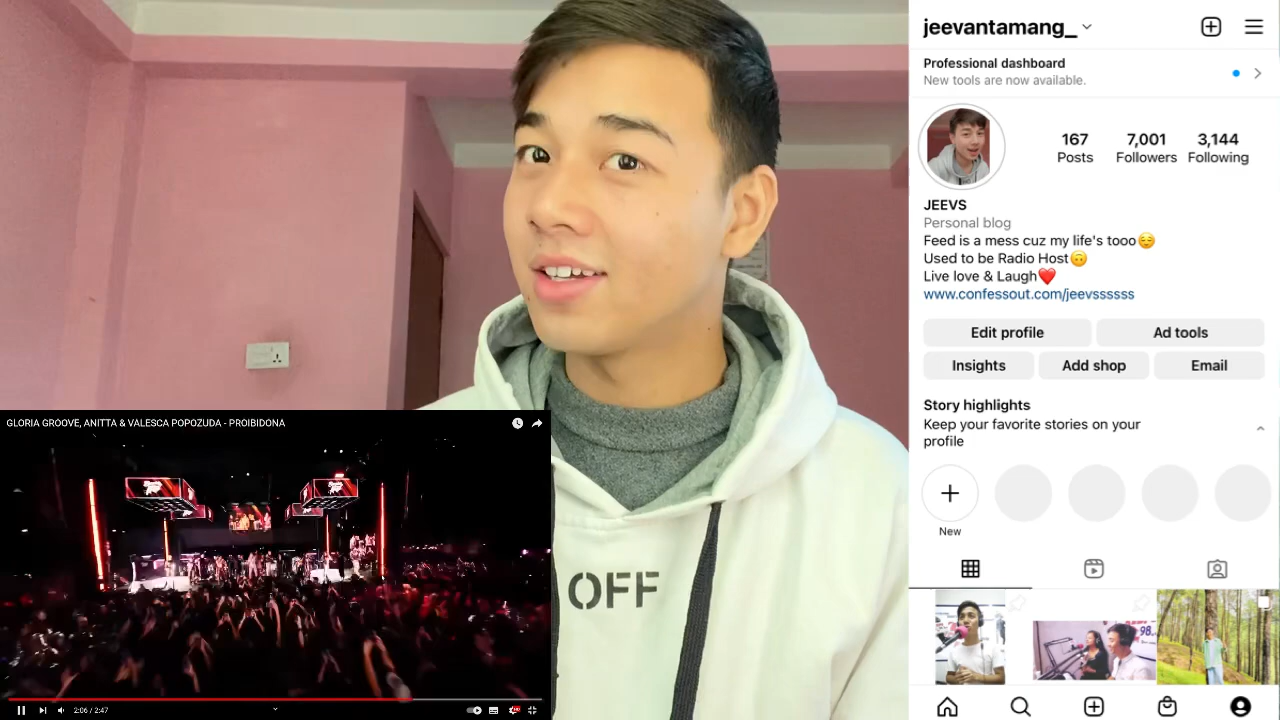 jeevantamang_
Professional dashboard
New tools are now available.
167
7,001
3,144
Posts
Followers
Following
JEEVS
Personal blog
Feed is a mess cuz my life's tooo😌
Used to be Radio Host🙃
Live love & Laugh❤️
www.confessout.com/jeevssssss
Edit profile
Ad tools
Insights
Add shop
Email
Story highlights
Keep your favorite stories on your
profile
New
98.
GLORIA GROOVE, ANITTA & VALESCA POPOZUDA - PROIBIDONA
2:06 / 2:47
OFF